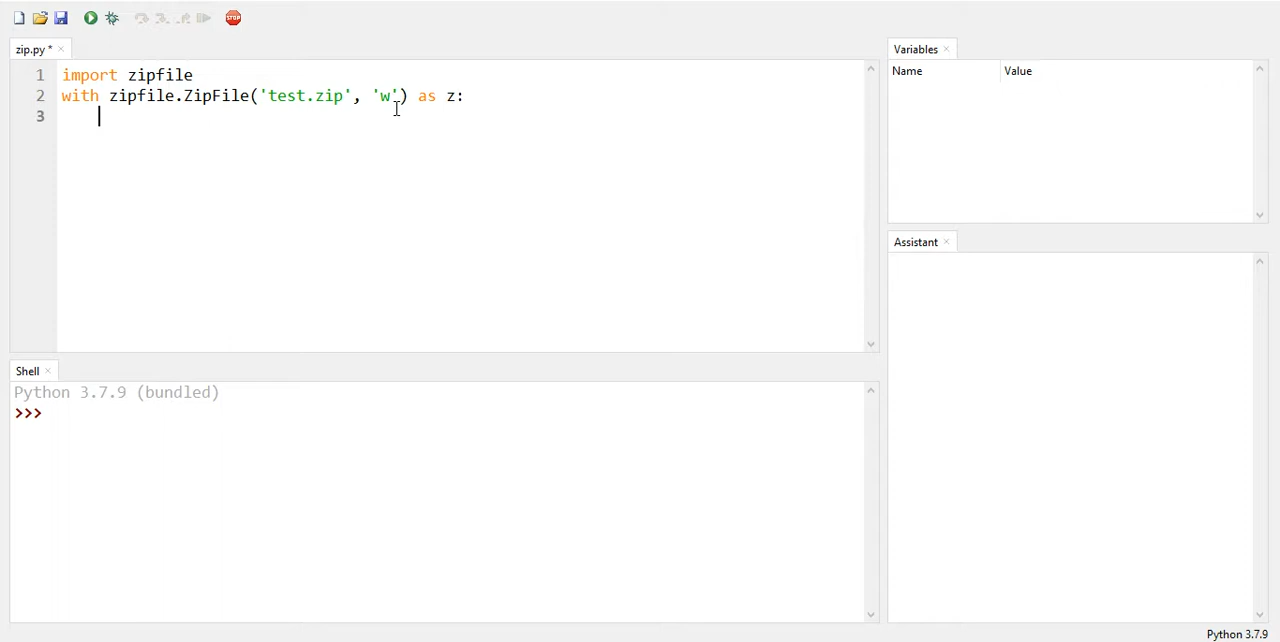 STOP
zip.py *
1 import zipfile
2 with zipfile.ZipFile('test.zip', 'w') as z:
3
Variables
Name Value
Assistant
Shell
Python 3.7.9 (bundled)
>>>
Python 3.7.9